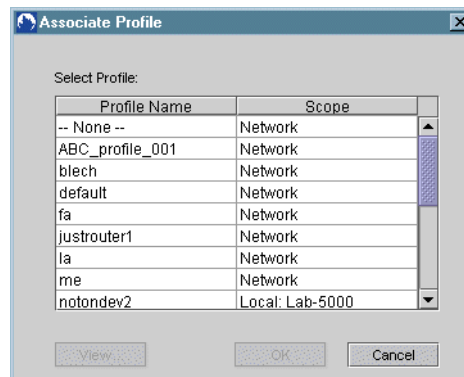 Associate Profile
Select Profile:
Profile Name Scope
-- None -- Network
ABC_profile_001 Network
blech Network
default Network
fa Network
justrouter1 Network
la Network
me Network
notondev2 Local: Lab-5000
View... OK Cancel